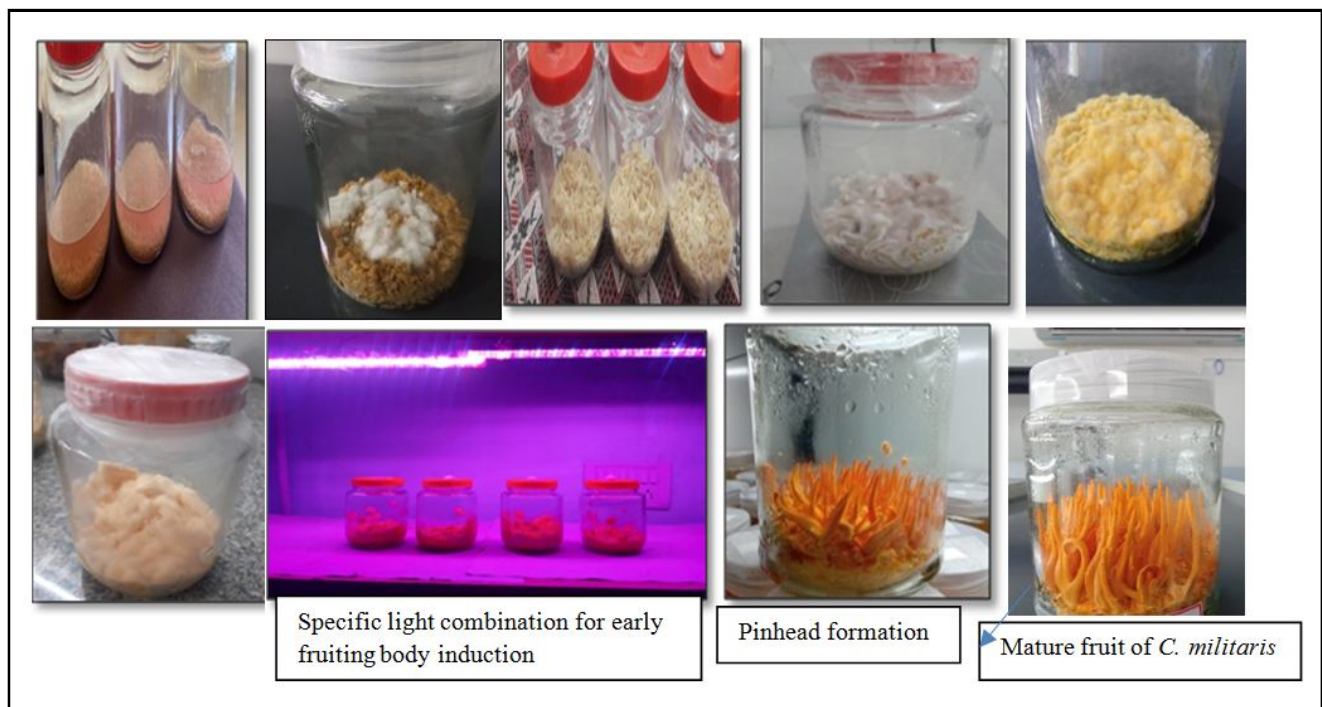 Specific light combination for early
fruiting body induction
Pinhead formation
Mature fruit of C. militaris